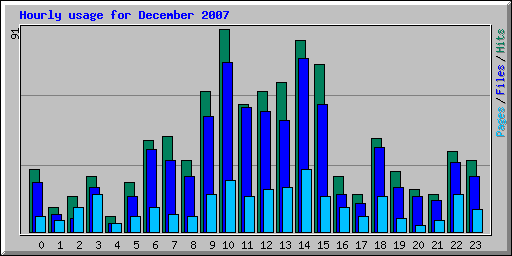 Hourly usage for December 2007
91
Pages/Files/Hits
0 1 2 3 4 5 6 7 8 9 10 11 12 13 14 15 16 17 18 19 20 21 22 23